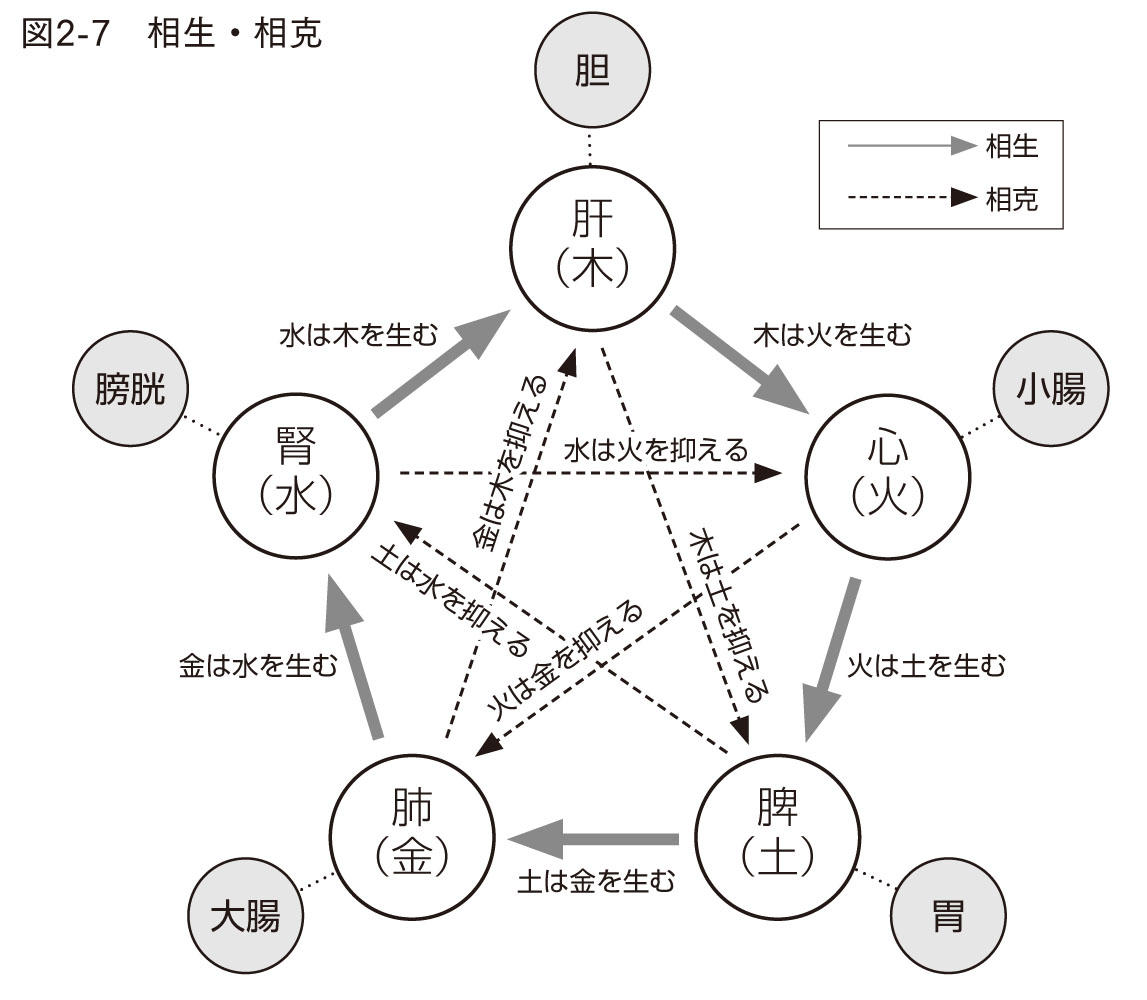 図2-7　相生・相克
胆
相生
相克
肝
（木）
水は木を生む
木は火を生む
膀胱
小腸
腎
（水）
心
（火）
金は木を抑える
水は火を抑える
土は水を抑える
木は土を抑える
火は金を抑える
金は水を生む
火は土を生む
肺
（金）
脾
（土）
土は金を生む
大腸
胃